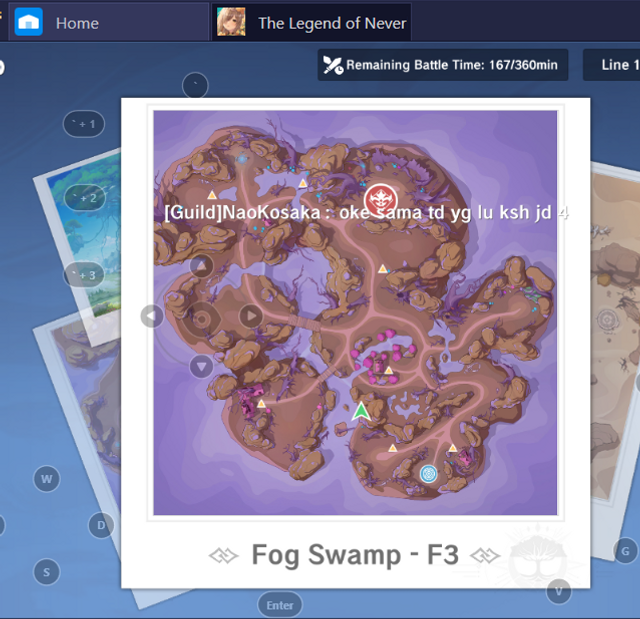 Home
The Legend of Never
Remaining Battle Time: 167/360min
Line 1
`
` + 1
` + 2
` + 3
[Guild]NaoKosaka : oke sama td yg lu ksh jd 4
W
D
S
G
V
Fog Swamp - F3
Enter